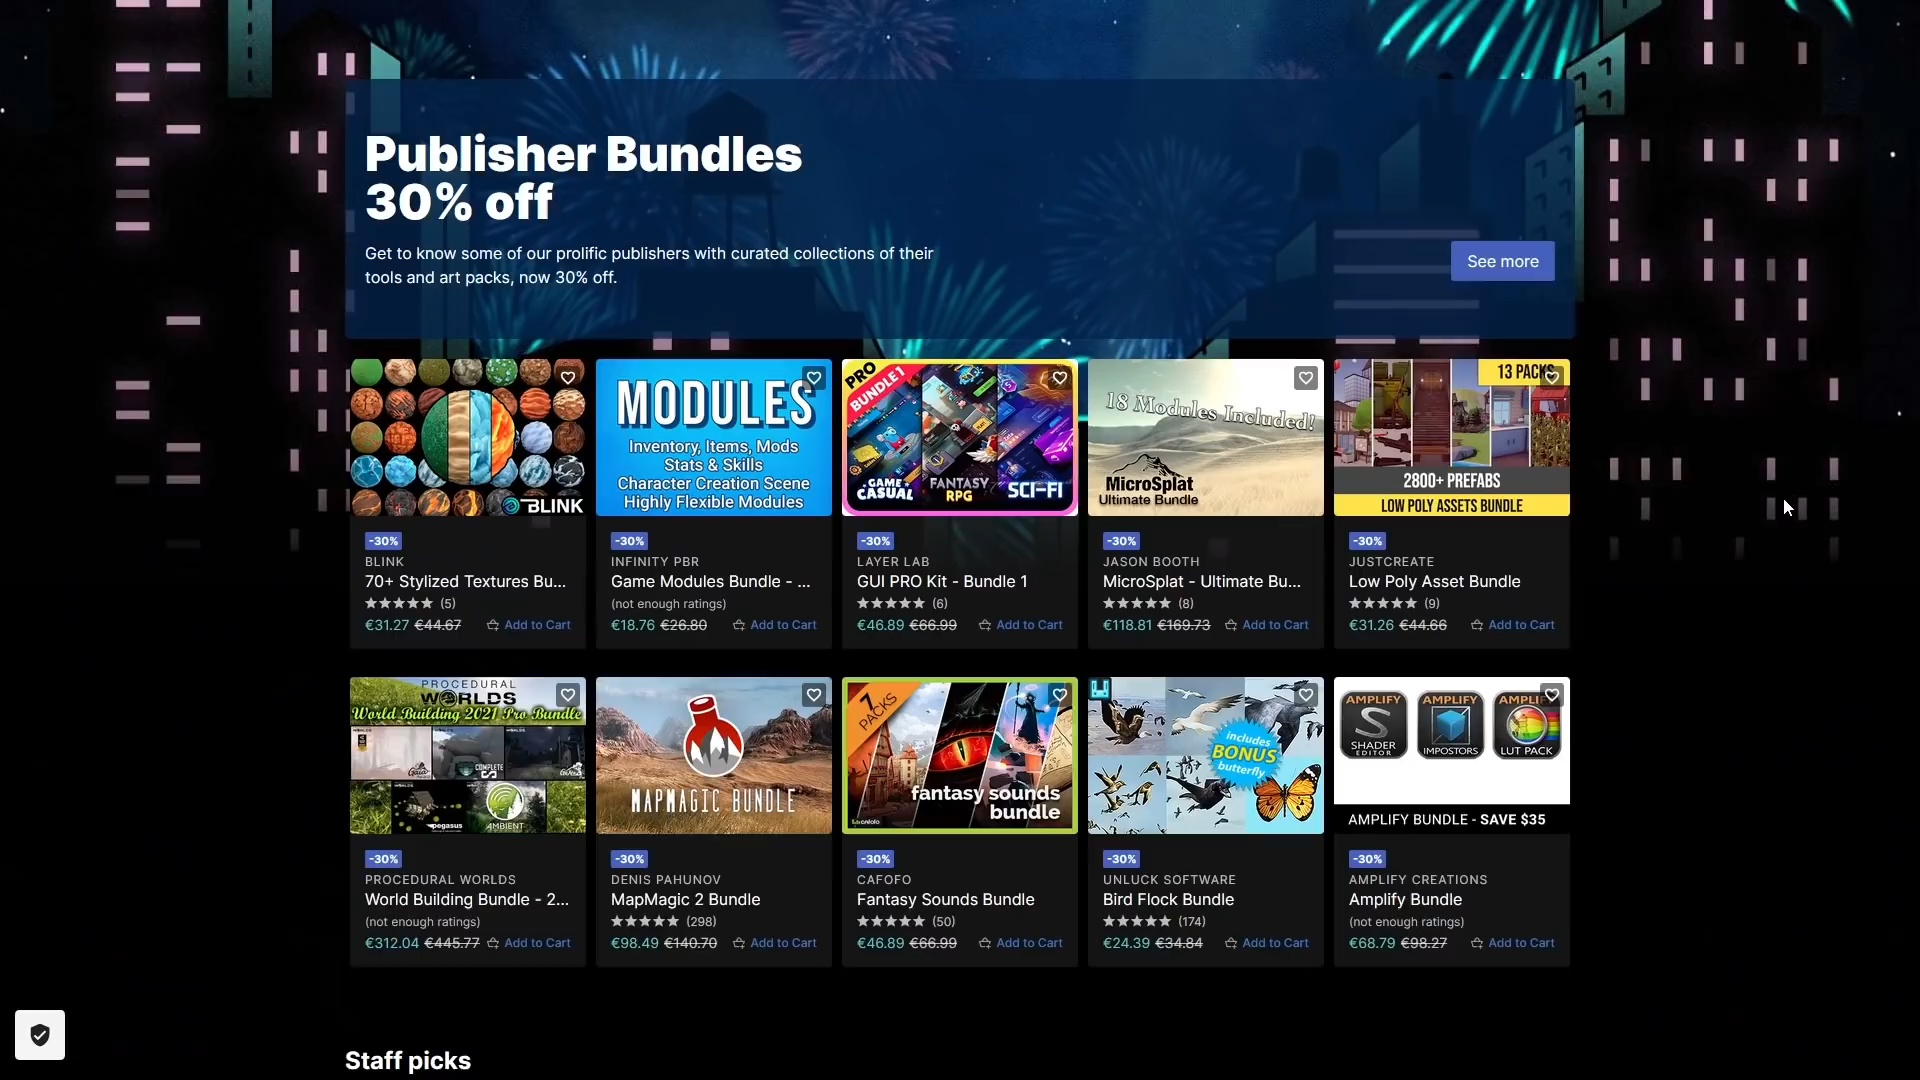 Publisher Bundles
30% off
Get to know some of our prolific publishers with curated collections of their
tools and art packs, now 30% off.
See more
BLINK
-30%
BLINK
70+ Stylized Textures Bu...
(5)
€31.27 €44.67 Add to Cart
MODULES
Inventory, Items, Mods
Stats & Skills
Character Creation Scene
Highly Flexible Modules
-30%
INFINITY PBR
Game Modules Bundle - ...
(not enough ratings)
€18.76 €26.80 Add to Cart
PRO
BUNDLE 1
GAME CASUAL
FANTASY RPG
SCI-FI
-30%
LAYER LAB
GUI PRO Kit - Bundle 1
(6)
€46.89 €66.99 Add to Cart
18 Modules Included!
MicroSplat
Ultimate Bundle
-30%
JASON BOOTH
MicroSplat - Ultimate Bu...
(8)
€118.81 €169.73 Add to Cart
13 PACKS
2800+ PREFABS
LOW POLY ASSETS BUNDLE
-30%
JUSTCREATE
Low Poly Asset Bundle
(9)
€31.26 €44.66 Add to Cart
PROCEDURAL
WORLDS
World Building 2021 Pro Bundle
COMPLETE
pegasus
AMBIENT
-30%
PROCEDURAL WORLDS
World Building Bundle - 2...
(not enough ratings)
€312.04 €445.77 Add to Cart
MAPMAGIC BUNDLE
-30%
DENIS PAHUNOV
MapMagic 2 Bundle
(298)
€98.49 €140.70 Add to Cart
7 PACKS
fantasy sounds
bundle
-30%
CAFOFO
Fantasy Sounds Bundle
(50)
€46.89 €66.99 Add to Cart
includes
BONUS
butterfly
-30%
UNLUCK SOFTWARE
Bird Flock Bundle
(174)
€24.39 €34.84 Add to Cart
AMPLIFY
SHADER
EDITOR
AMPLIFY
IMPOSTORS
AMPLIFY
LUT PACK
AMPLIFY BUNDLE - SAVE $35
-30%
AMPLIFY CREATIONS
Amplify Bundle
(not enough ratings)
€68.79 €98.27 Add to Cart
Staff picks